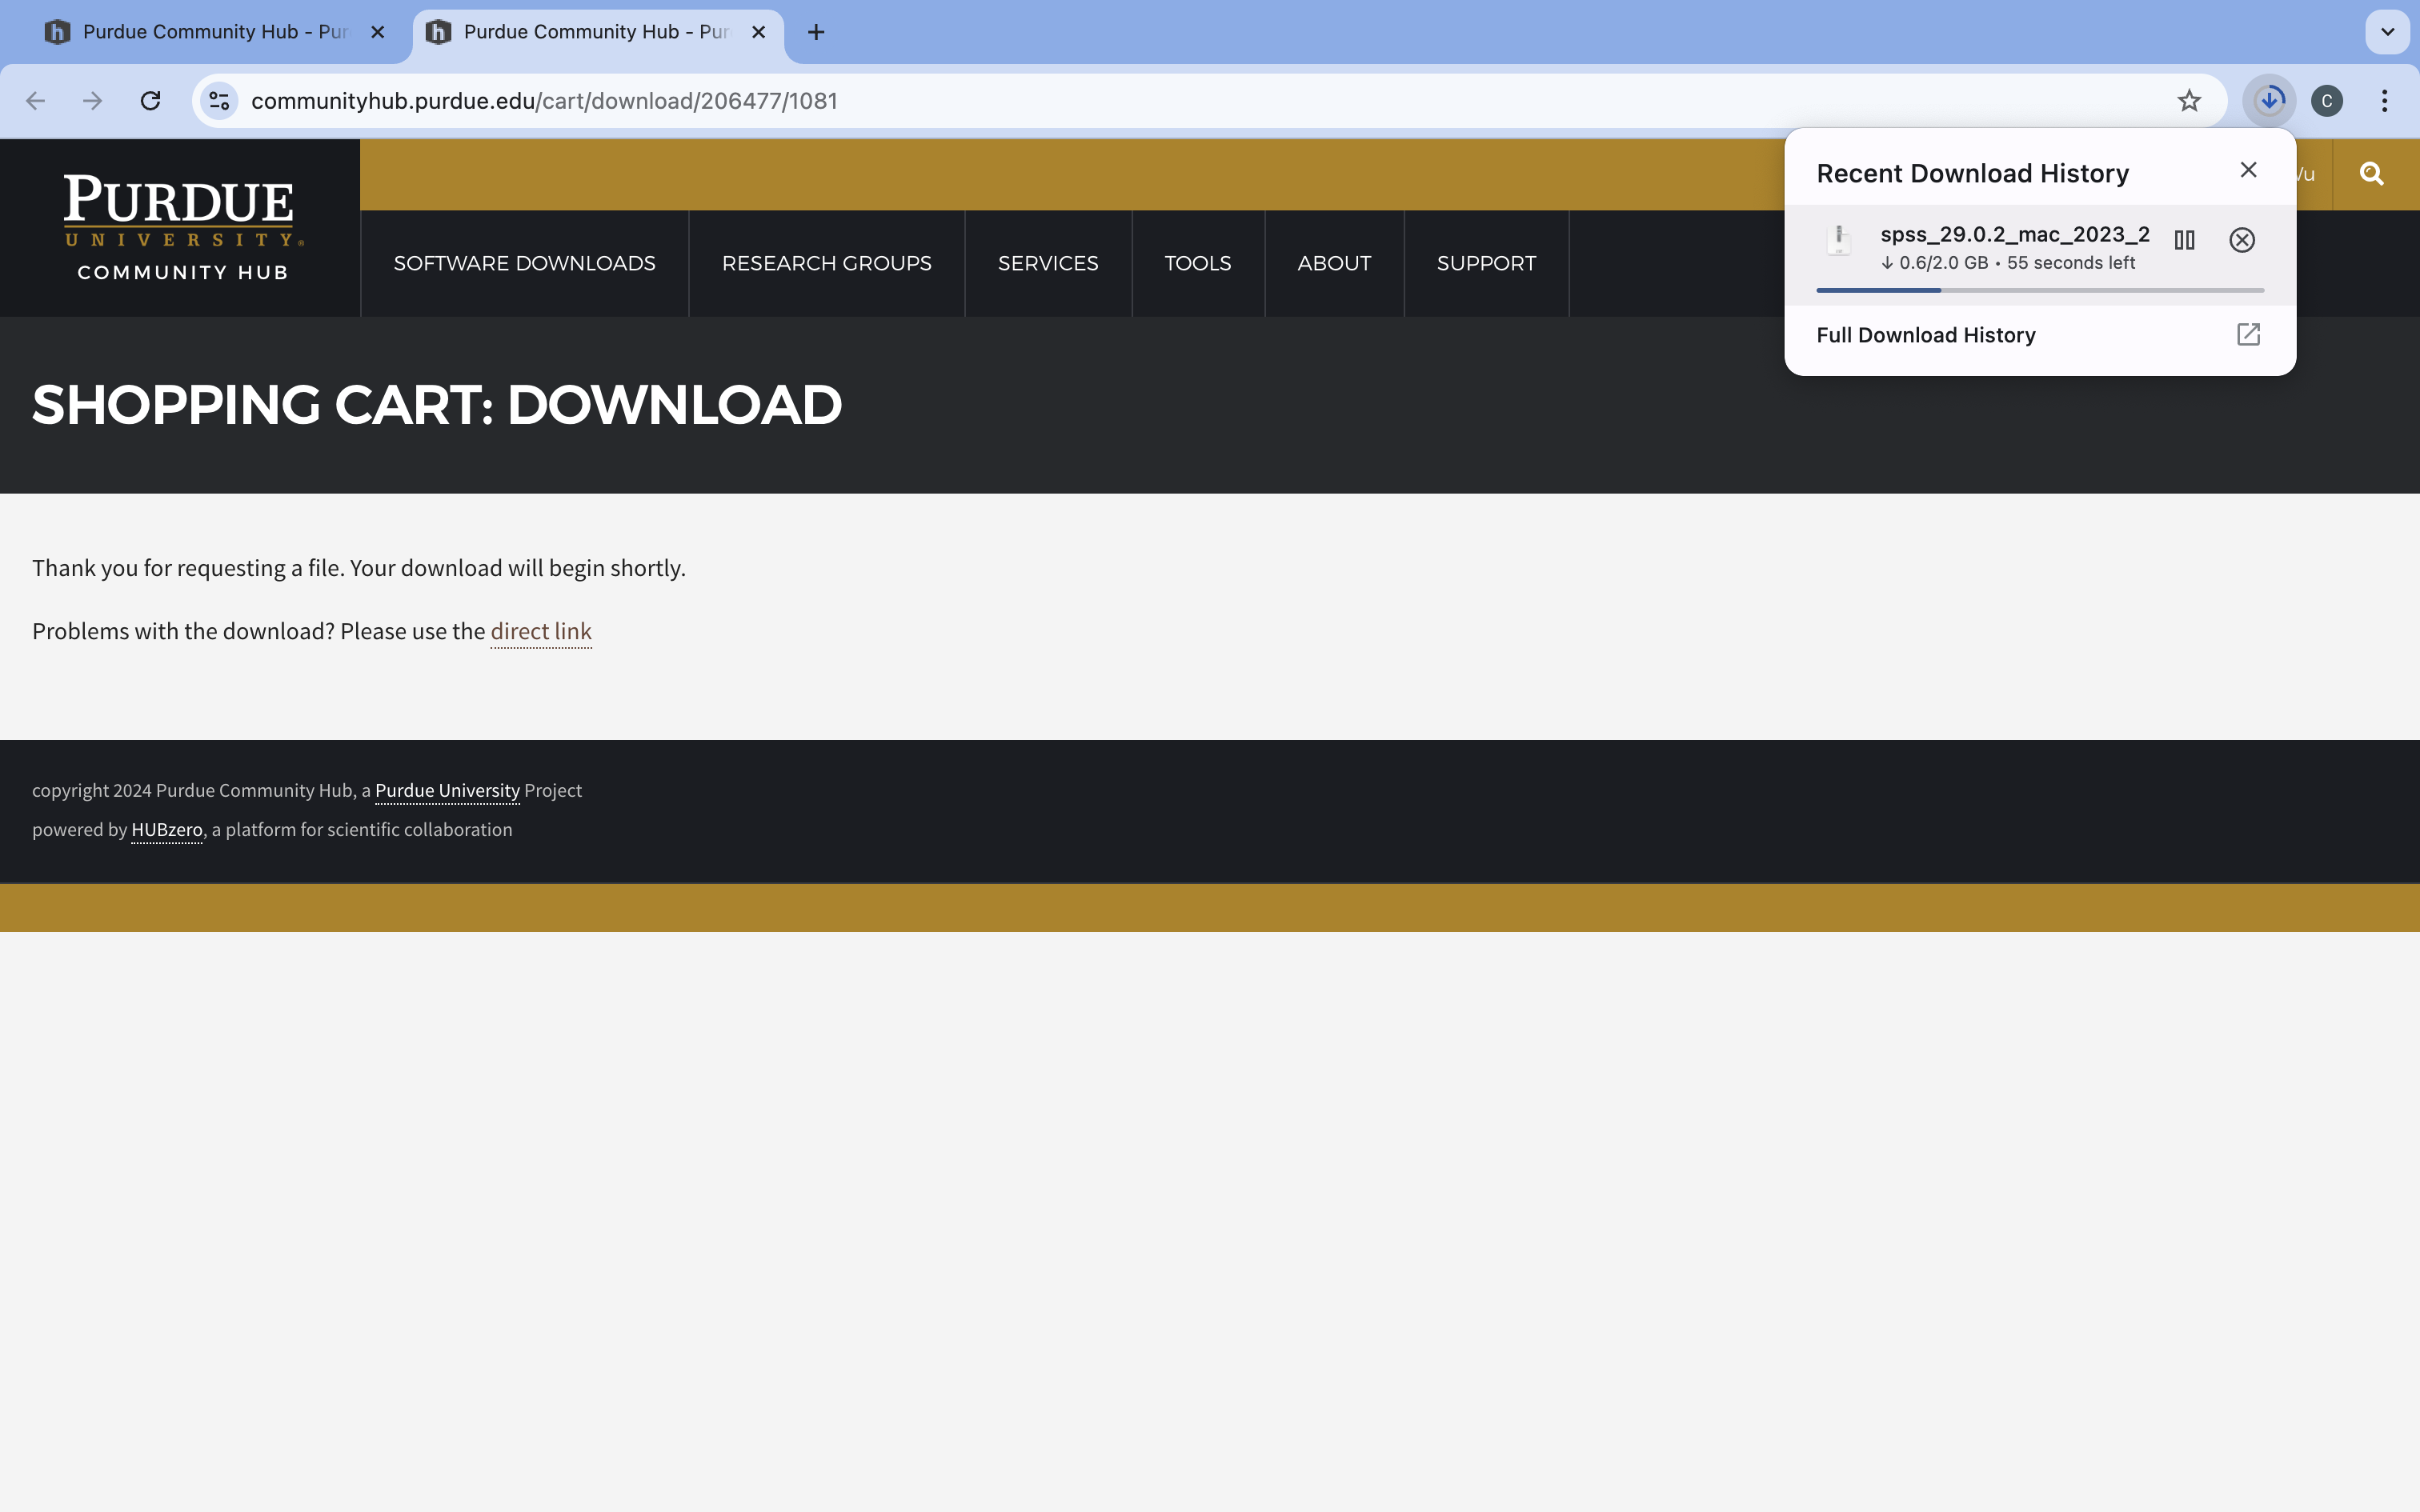 Purdue Community Hub - Pur
Purdue Community Hub - Pur
communityhub.purdue.edu/cart/download/206477/1081
C
Recent Download History
spss_29.0.2_mac_2023_2
0.6/2.0 GB • 55 seconds left
Full Download History
PURDUE
UNIVERSITY®
COMMUNITY HUB
SOFTWARE DOWNLOADS
RESEARCH GROUPS
SERVICES
TOOLS
ABOUT
SUPPORT
SHOPPING CART: DOWNLOAD
Thank you for requesting a file. Your download will begin shortly.
Problems with the download? Please use the direct link
copyright 2024 Purdue Community Hub, a Purdue University Project
powered by HUBzero, a platform for scientific collaboration